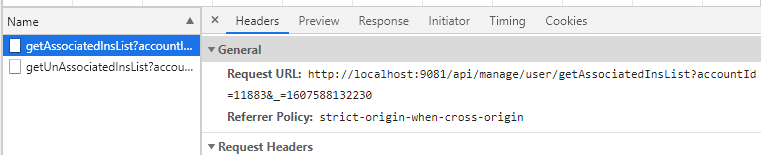 Name
Headers Preview Response Initiator Timing Cookies
getAssociatedInsList?accountI...
getUnAssociatedInsList?accou...
General
Request URL: http://localhost:9081/api/manage/user/getAssociatedInsList?accountId
=11883&_=1607588132230
Referrer Policy: strict-origin-when-cross-origin
Request Headers